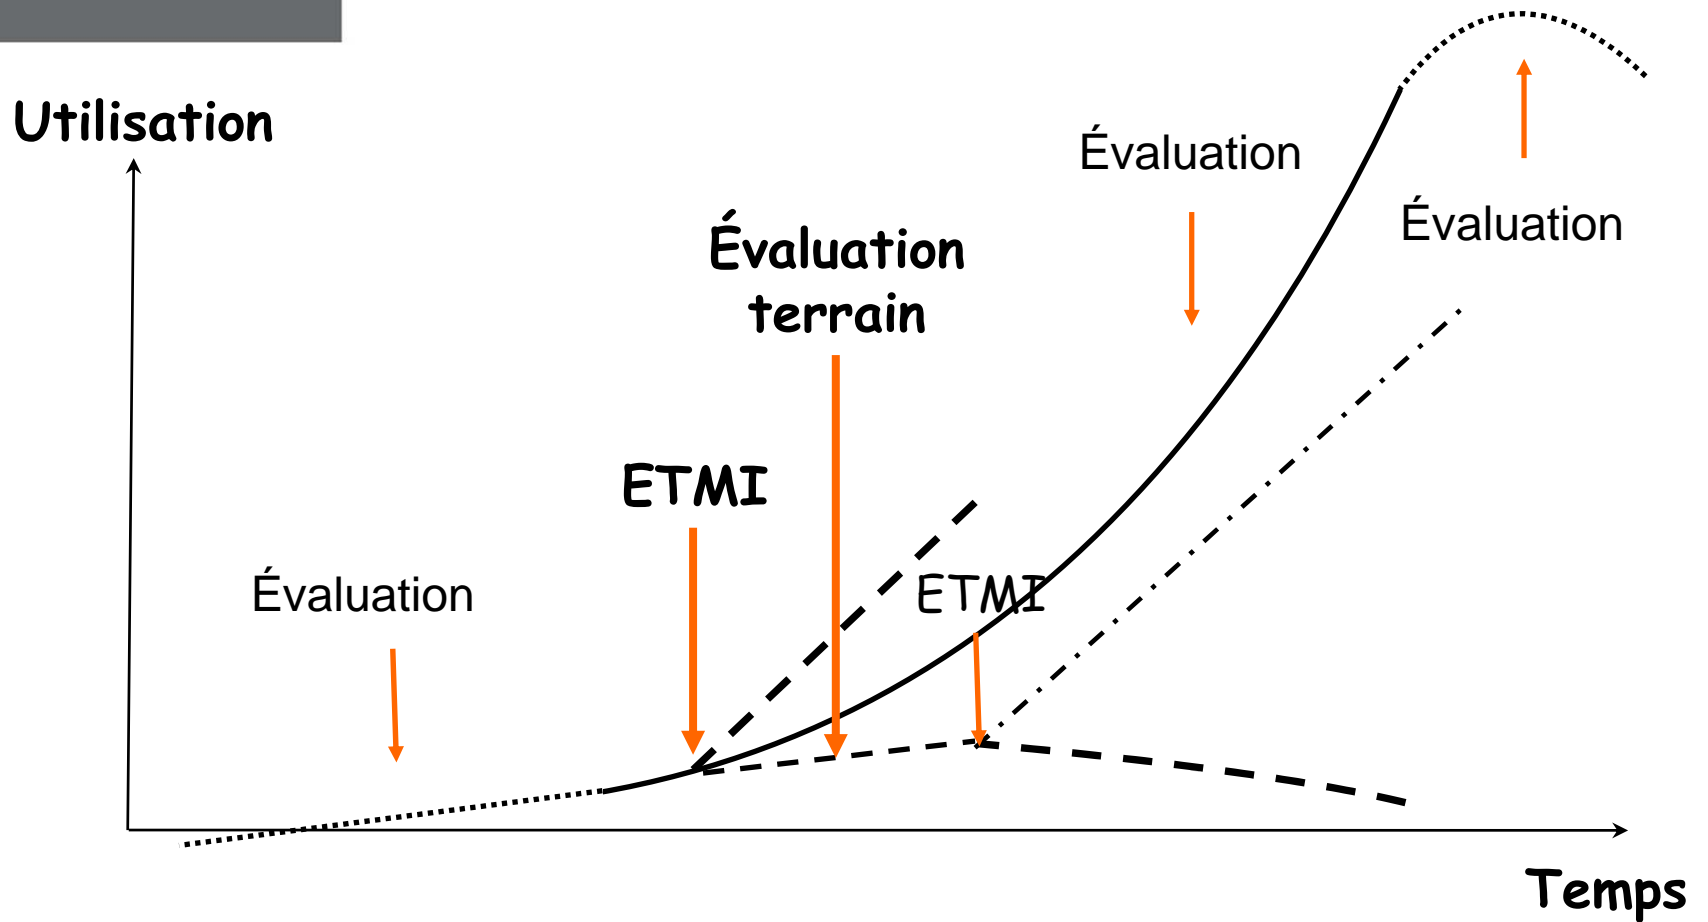 Utilisation
Évaluation
Évaluation
Évaluation
terrain
ETMI
Évaluation
ETMI
Temps